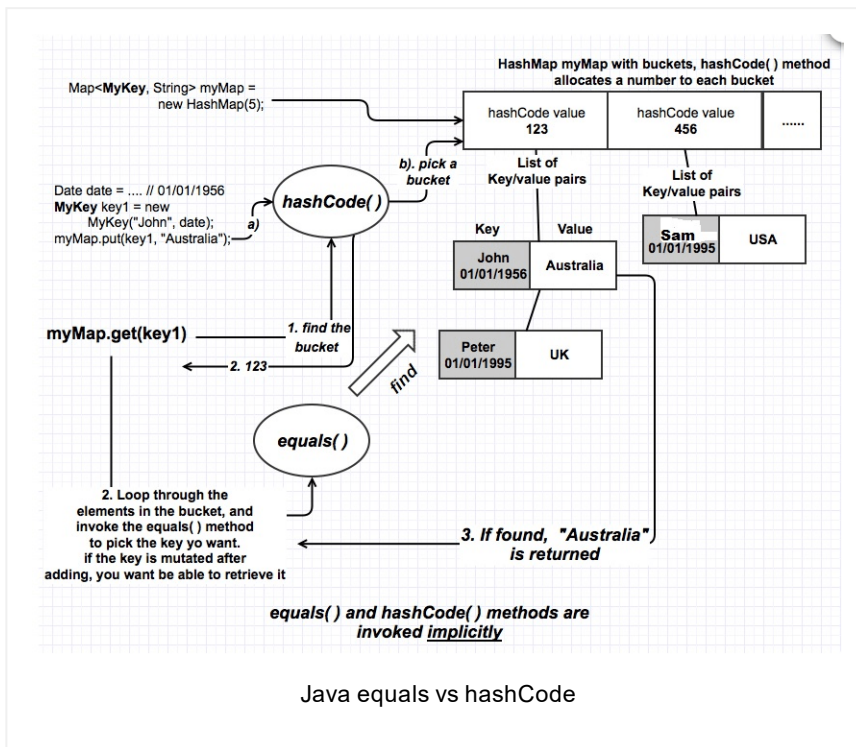 HashMap myMap with buckets, hashCode( ) method
allocates a number to each bucket
Map<MyKey, String> myMap =
new HashMap(5);
hashCode value
123
hashCode value
456
......
b). pick a
bucket
List of
Key/value pairs
List of
Key/value pairs
Date date = .... // 01/01/1956
MyKey key1 = new
MyKey("John", date);
myMap.put(key1, "Australia");
a)
hashCode( )
Key
Value
Sam
01/01/1995
USA
John
01/01/1956
Australia
myMap.get(key1)
1. find the
bucket
2. 123
Peter
01/01/1995
UK
find
equals( )
2. Loop through the
elements in the bucket, and
invoke the equals( ) method
to pick the key yo want.
if the key is mutated after
adding, you want be able to retrieve it
3. If found, "Australia"
is returned
equals( ) and hashCode( ) methods are
invoked implicitly
Java equals vs hashCode